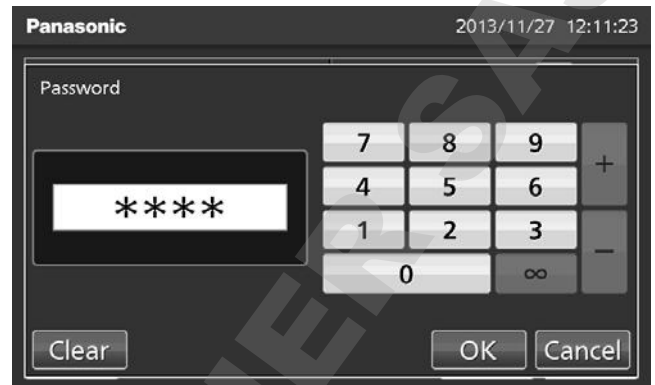 Panasonic 2013/11/27 12:11:23
Password
7 8 9 +
4 5 6
****
1 2 3 −
0 ∞
Clear OK Cancel